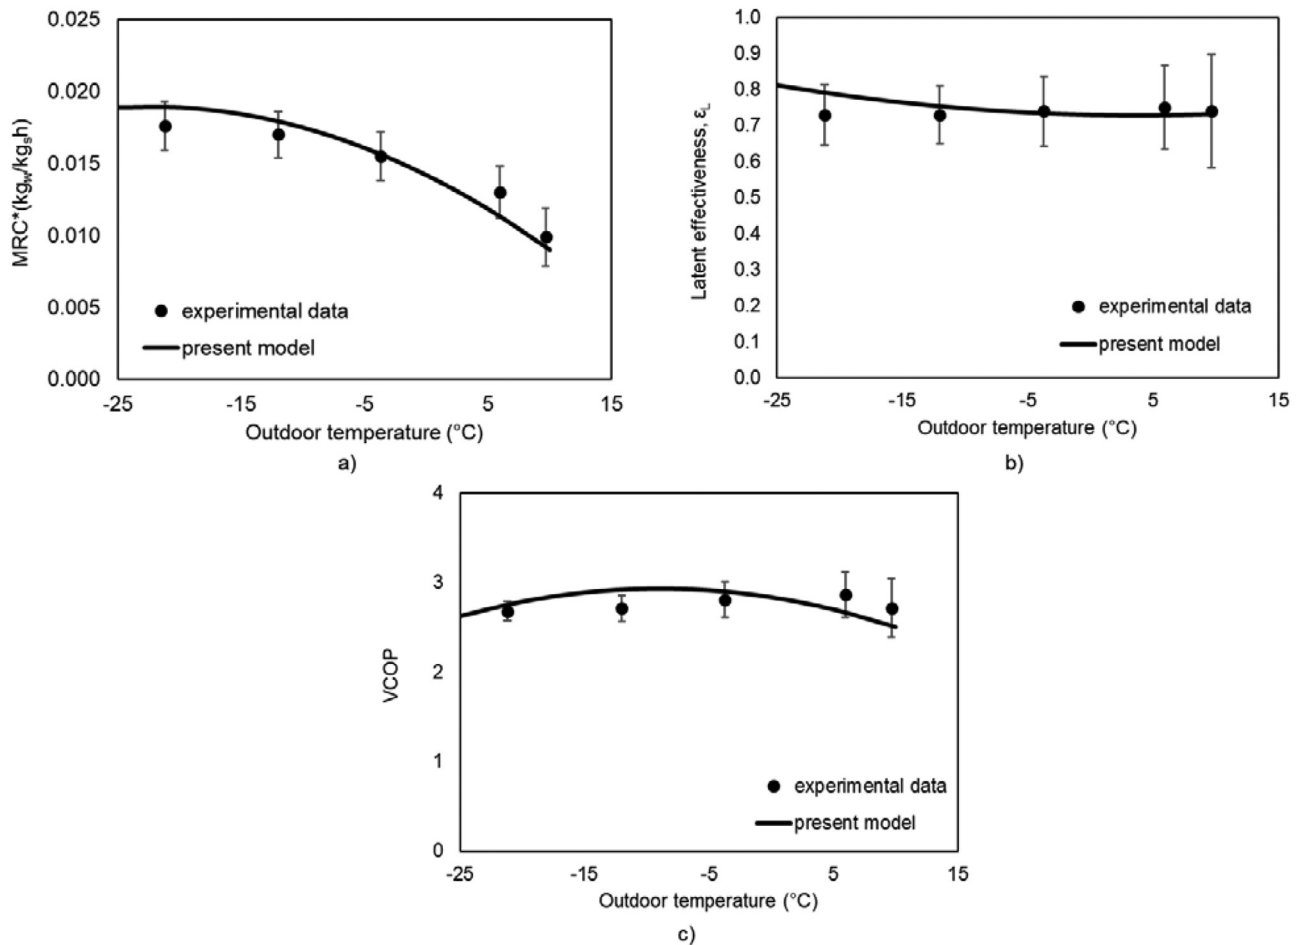 MRC*(kgw/kgsh)
0.025
0.020
0.015
0.010
0.005
0.000
experimental data
present model
-25 -15 -5 5 15
Outdoor temperature (°C)
a)
Latent effectiveness, εL
1.0
0.9
0.8
0.7
0.6
0.5
0.4
0.3
0.2
0.1
0.0
experimental data
present model
-25 -15 -5 5 15
Outdoor temperature (°C)
b)
VCOP
4
3
2
1
0
experimental data
present model
-25 -15 -5 5 15
Outdoor temperature (°C)
c)